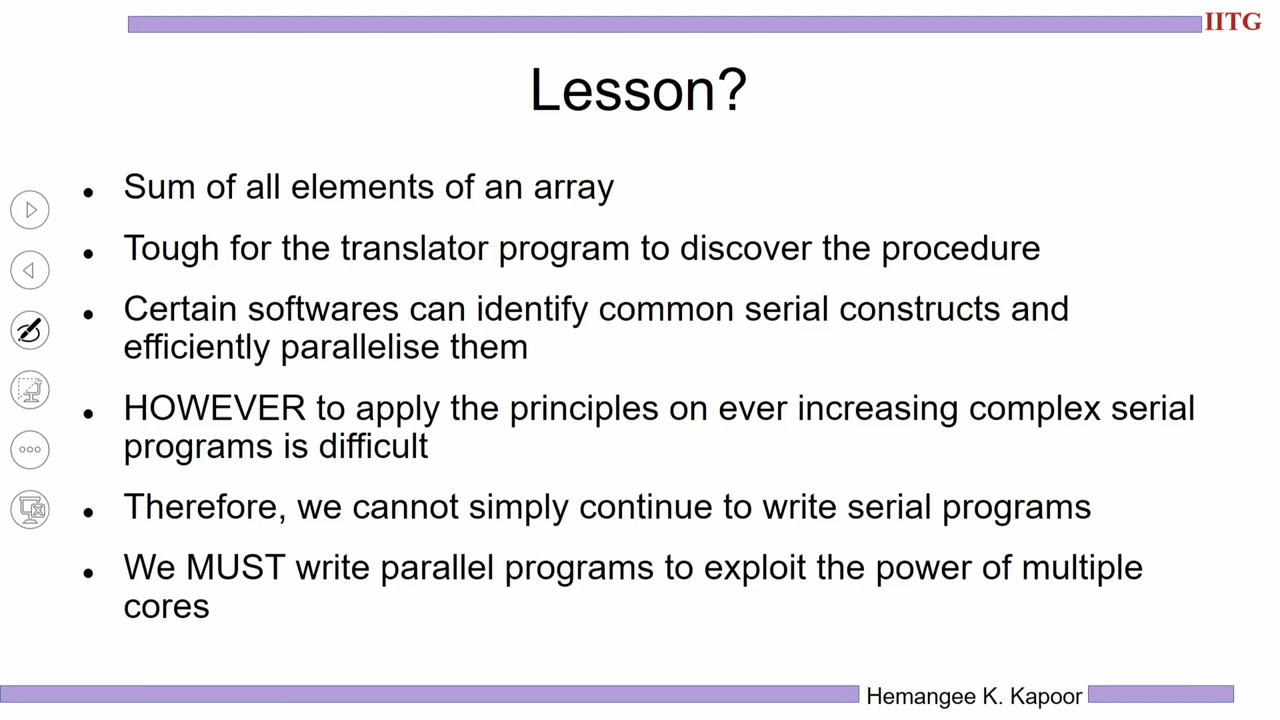 IITG
Lesson?
• Sum of all elements of an array
• Tough for the translator program to discover the procedure
• Certain softwares can identify common serial constructs and
efficiently parallelise them
• HOWEVER to apply the principles on ever increasing complex serial
programs is difficult
• Therefore, we cannot simply continue to write serial programs
• We MUST write parallel programs to exploit the power of multiple
cores
Hemangee K. Kapoor